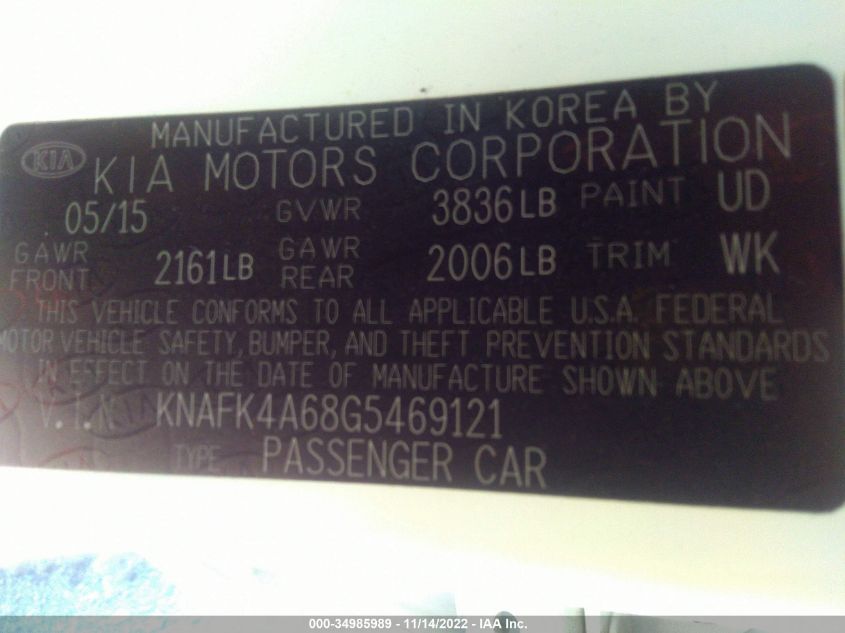 MANUFACTURED IN KOREA BY
KIA KIA MOTORS CORPORATION
05/15 GVWR 3836LB PAINT UD
GAWR FRONT 2161LB GAWR REAR 2006LB TRIM WK
THIS VEHICLE CONFORMS TO ALL APPLICABLE U.S.A. FEDERAL
MOTOR VEHICLE SAFETY, BUMPER, AND THEFT PREVENTION STANDARDS
IN EFFECT ON THE DATE OF MANUFACTURE SHOWN ABOVE
V.I.N KNAFK4A68G5469121
TYPE PASSENGER CAR
000-34985989 - 11/14/2022 - IAA Inc.